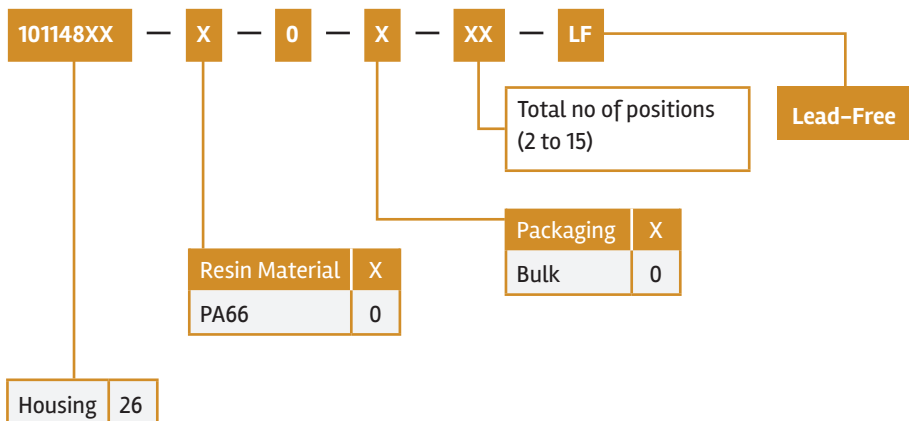 101148XX — X — 0 — X — XX — LF
Total no of positions
(2 to 15)
Lead-Free
Packaging X
Bulk 0
Resin Material X
PA66 0
Housing 26